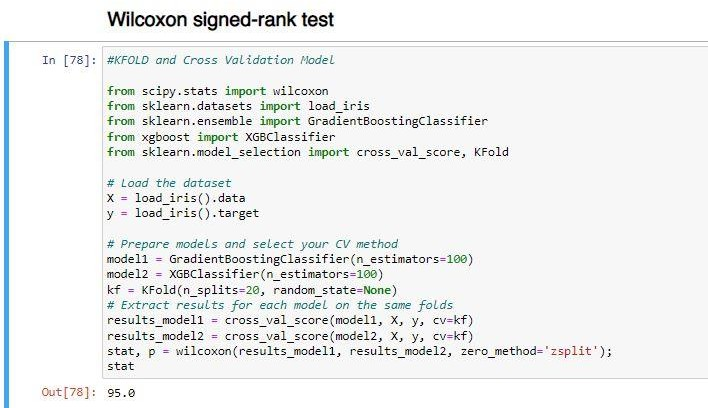 Wilcoxon signed-rank test
In [78]: #KFOLD and Cross Validation Model
from scipy.stats import wilcoxon
from sklearn.datasets import load_iris
from sklearn.ensemble import GradientBoostingClassifier
from xgboost import XGBClassifier
from sklearn.model_selection import cross_val_score, KFold
# Load the dataset
X = load_iris().data
y = load_iris().target
# Prepare models and select your CV method
model1 = GradientBoostingClassifier(n_estimators=100)
model2 = XGBClassifier(n_estimators=100)
kf = KFold(n_splits=20, random_state=None)
# Extract results for each model on the same folds
results_model1 = cross_val_score(model1, X, y, cv=kf)
results_model2 = cross_val_score(model2, X, y, cv=kf)
stat, p = wilcoxon(results_model1, results_model2, zero_method='zsplit');
stat
Out[78]: 95.0